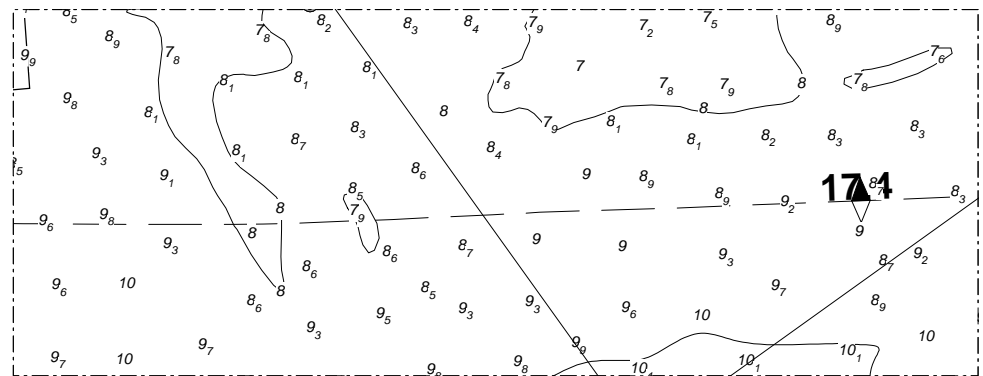 8₅ 7₈ 8₂ 8₃ 8₄ 7₉ 7₂ 7₅ 8₉
8₉ 7₈ 7₆
9₉ 8₁ 8₁ 8₁ 7₈ 7 7₈ 7₉ 8 7₈
9₈ 8₁ 8 7₉ 8₁ 8
8₇ 8₃ 8₄ 8₁ 8₂ 8₃ 8₃
9₃ 8₁ 8₆
5 9₁ 8₅ 9 8₉ 8₉ 9₂ 17 4 8₇ 8₃
9₆ 9₈ 8 7₉
9₃ 8 8₆ 8₇ 9 9 9₃ 9 8₇ 9₂
8₆
9₆ 10 8₆ 8 8₅ 9₃ 9₃ 9₆ 9₇ 8₉
9₃ 9₅ 10 10
9₇ 10 9₇ 9₈ 9₈ 9₉ 10₁ 10₁ 10₁